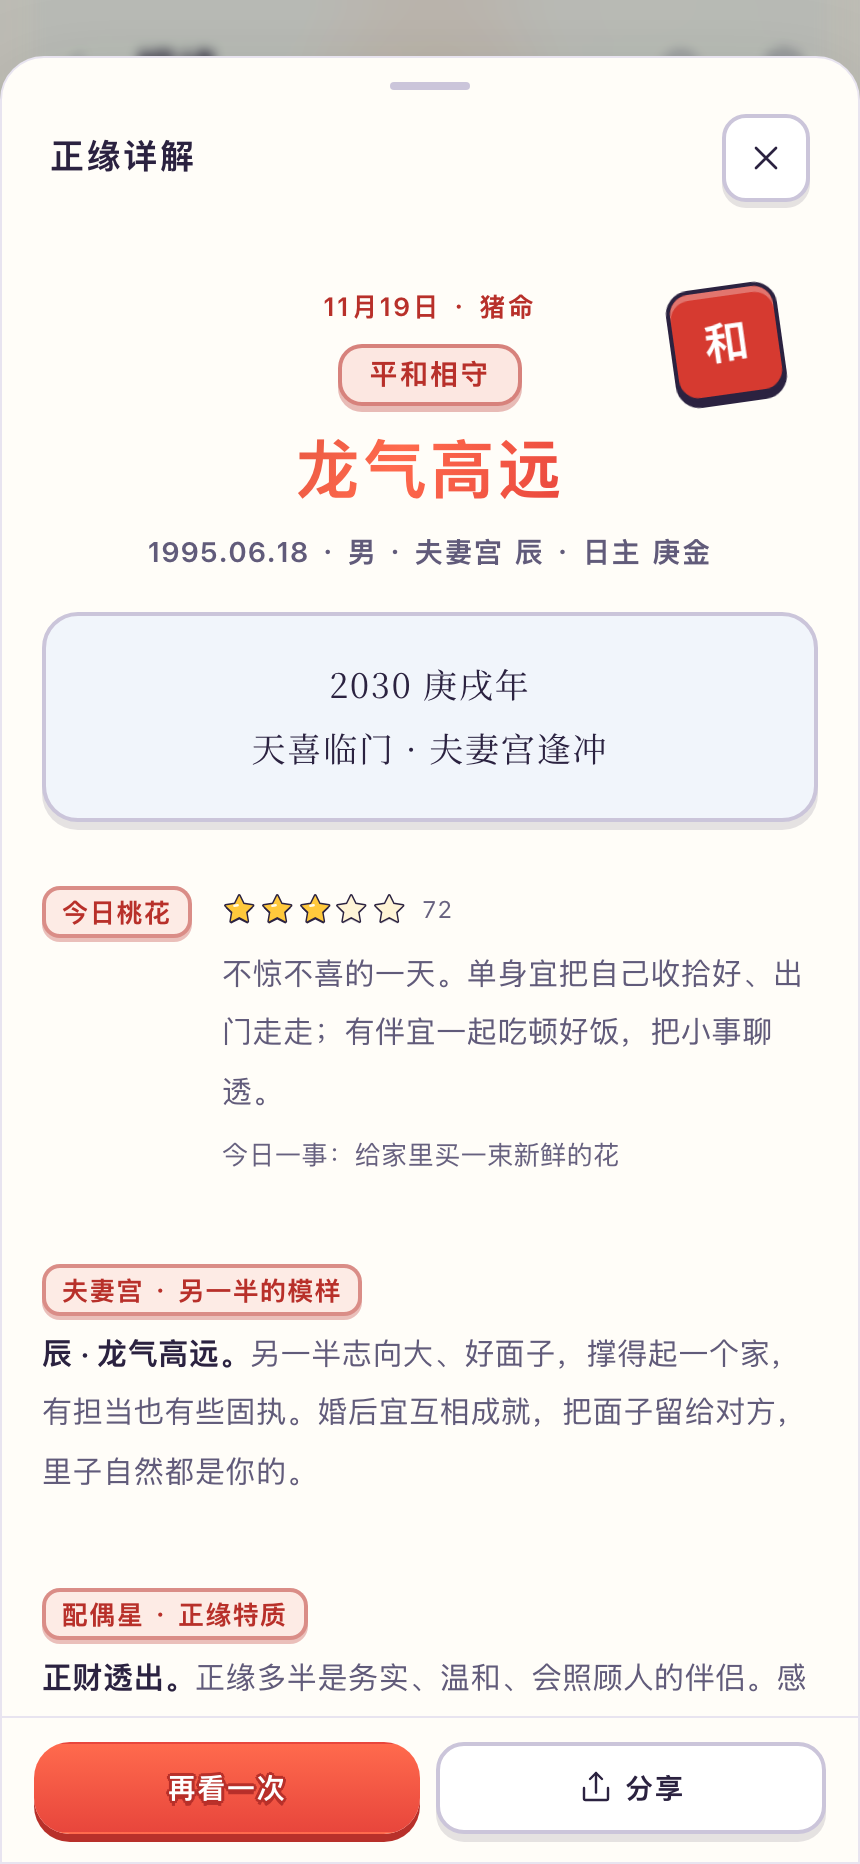 正缘详解
11月19日 · 猪命
和
平和相守
龙气高远
1995.06.18 · 男 · 夫妻宫 辰 · 日主 庚金
2030 庚戌年
天喜临门 · 夫妻宫逢冲
今日桃花
72
不惊不喜的一天。单身宜把自己收拾好、出
门走走；有伴宜一起吃顿好饭，把小事聊
透。
今日一事：给家里买一束新鲜的花
夫妻宫 · 另一半的模样
辰 · 龙气高远。另一半志向大、好面子，撑得起一个家，
有担当也有些固执。婚后宜互相成就，把面子留给对方，
里子自然都是你的。
配偶星 · 正缘特质
正财透出。正缘多半是务实、温和、会照顾人的伴侣。感
再看一次
分享